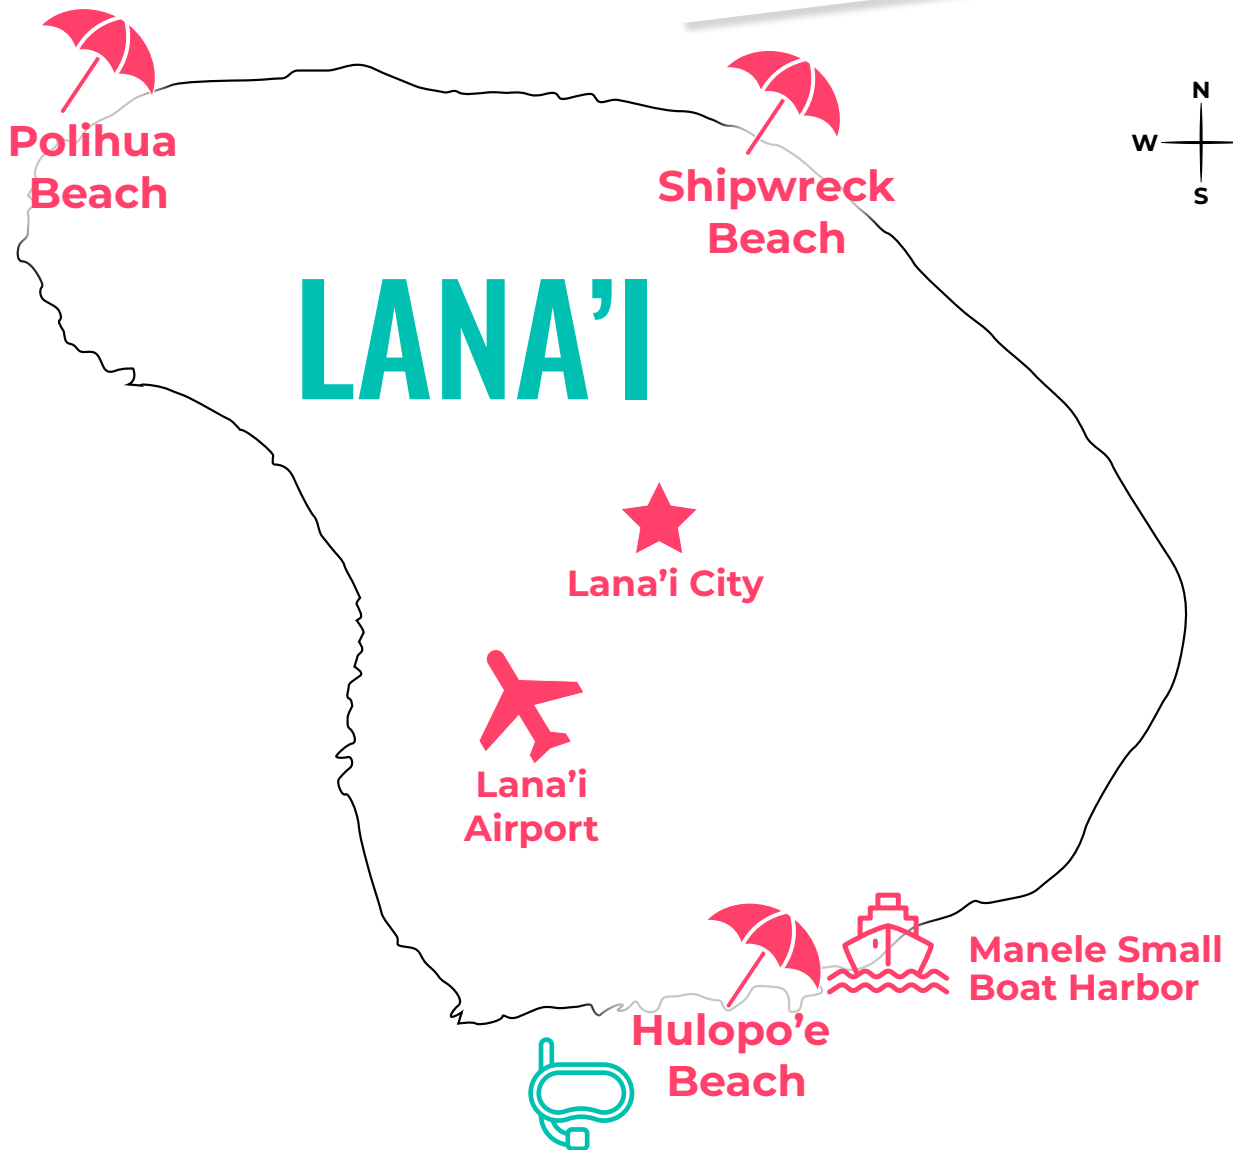 N
W
S
Polihua
Beach
Shipwreck
Beach
LANA’I
Lana’i City
Lana’i
Airport
Manele Small
Boat Harbor
Hulopo’e
Beach